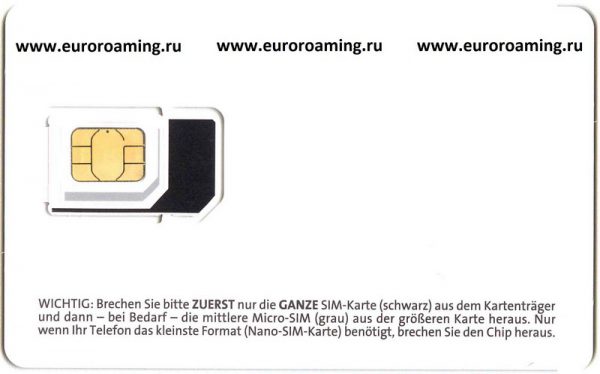 www.euroroaming.ru www.euroroaming.ru www.euroroaming.ru
WICHTIG: Brechen Sie bitte ZUERST nur die GANZE SIM-Karte (schwarz) aus dem Kartenträger
und dann – bei Bedarf – die mittlere Micro-SIM (grau) aus der größeren Karte heraus. Nur
wenn Ihr Telefon das kleinste Format (Nano-SIM-Karte) benötigt, brechen Sie den Chip heraus.